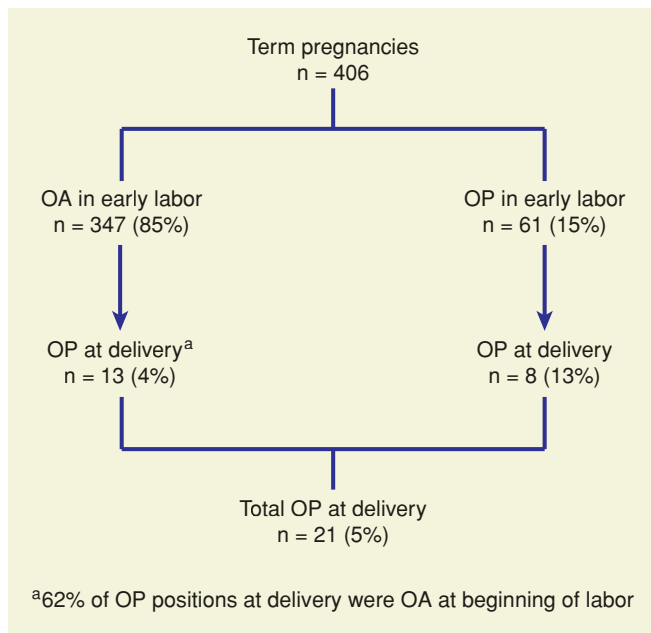 Term pregnancies
n = 406
OA in early labor
n = 347 (85%)
OP in early labor
n = 61 (15%)
OP at deliveryᵃ
n = 13 (4%)
OP at delivery
n = 8 (13%)
Total OP at delivery
n = 21 (5%)
ᵃ62% of OP positions at delivery were OA at beginning of labor